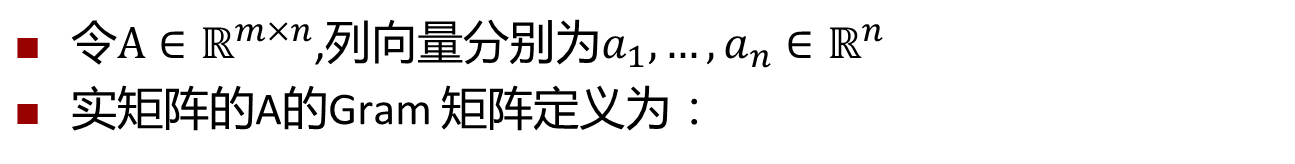 令A ∈ ℝ^{m×n},列向量分别为a_1, … , a_n ∈ ℝ^n
实矩阵的A的Gram 矩阵定义为：